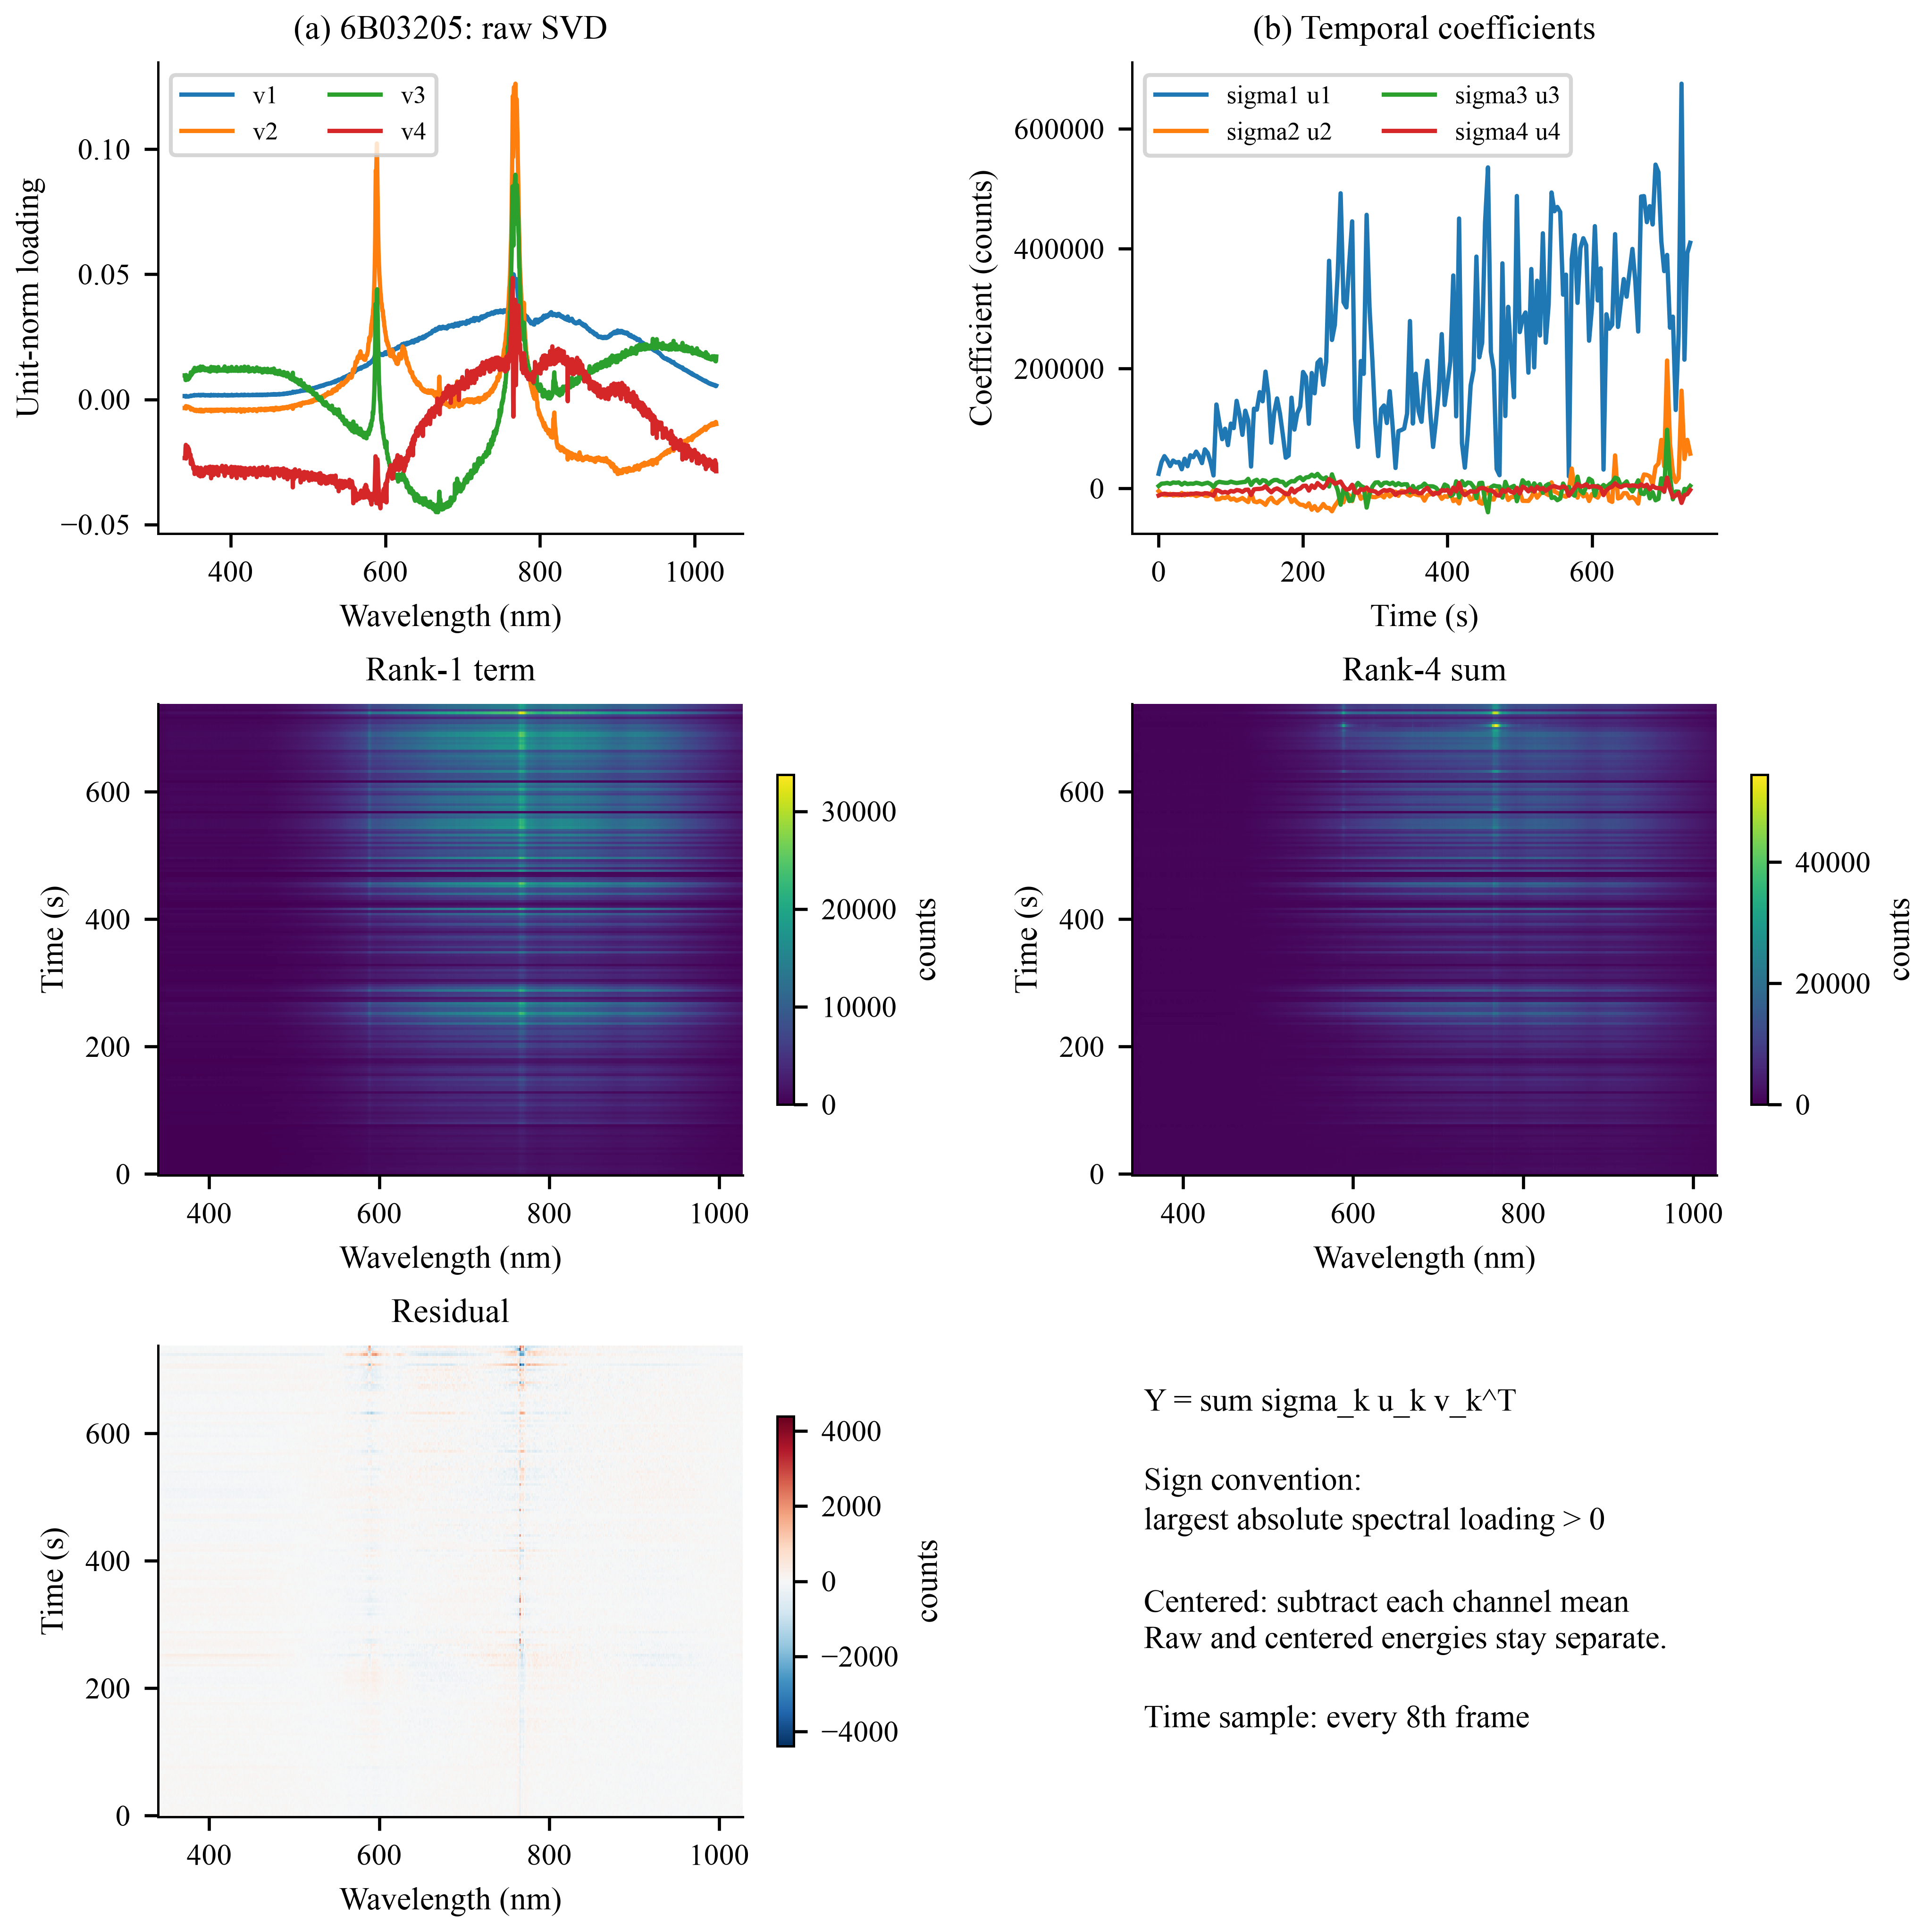 (a) 6B03205: raw SVD
v1
v2
v3
v4
0.10
0.05
0.00
−0.05
Unit-norm loading
400
600
800
1000
Wavelength (nm)
(b) Temporal coefficients
sigma1 u1
sigma2 u2
sigma3 u3
sigma4 u4
600000
400000
200000
0
Coefficient (counts)
0
200
400
600
Time (s)
Rank-1 term
600
400
200
0
Time (s)
400
600
800
1000
Wavelength (nm)
30000
20000
10000
0
counts
Rank-4 sum
600
400
200
0
Time (s)
400
600
800
1000
Wavelength (nm)
40000
20000
0
counts
Residual
600
400
200
0
Time (s)
400
600
800
1000
Wavelength (nm)
4000
2000
0
−2000
−4000
counts
Y = sum sigma_k u_k v_k^T
Sign convention:
largest absolute spectral loading > 0
Centered: subtract each channel mean
Raw and centered energies stay separate.
Time sample: every 8th frame